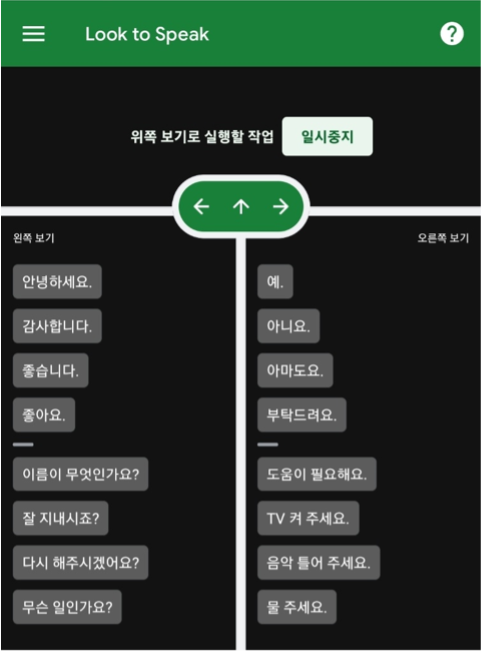 Look to Speak
위쪽 보기로 실행할 작업 일시중지
왼쪽 보기
안녕하세요.
감사합니다.
좋습니다.
좋아요.
이름이 무엇인가요?
잘 지내시죠?
다시 해주시겠어요?
무슨 일인가요?
오른쪽 보기
예.
아니요.
아마도요.
부탁드려요.
도움이 필요해요.
TV 켜 주세요.
음악 틀어 주세요.
물 주세요.